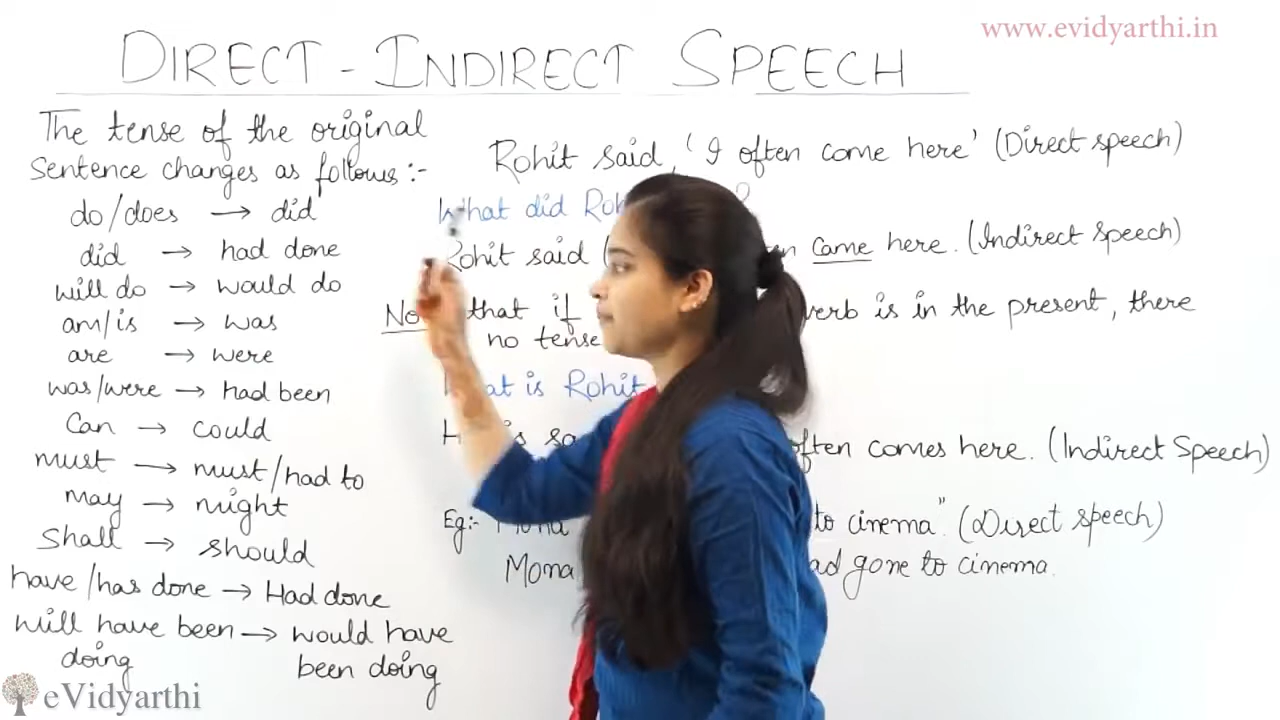 www.evidyarthi.in
DIRECT - INDIRECT SPEECH
The tense of the original
sentence changes as follows :-
do/does → did
did → had done
will do → would do
am/is → was
are → were
was/were → had been
Can → could
must → must/had to
may → might
Shall → should
have/has done → Had done
will have been → would have
doing been doing
Rohit said, 'I often come here' (Direct speech)
What did ?
Rohit said came here. (Indirect Speech)
that if verb is in the present, there
no tense
is Rohit
often comes here. (Indirect Speech)
Eg:- Mona to cinema." (Direct speech)
Mona gone to cinema.
eVidyarthi